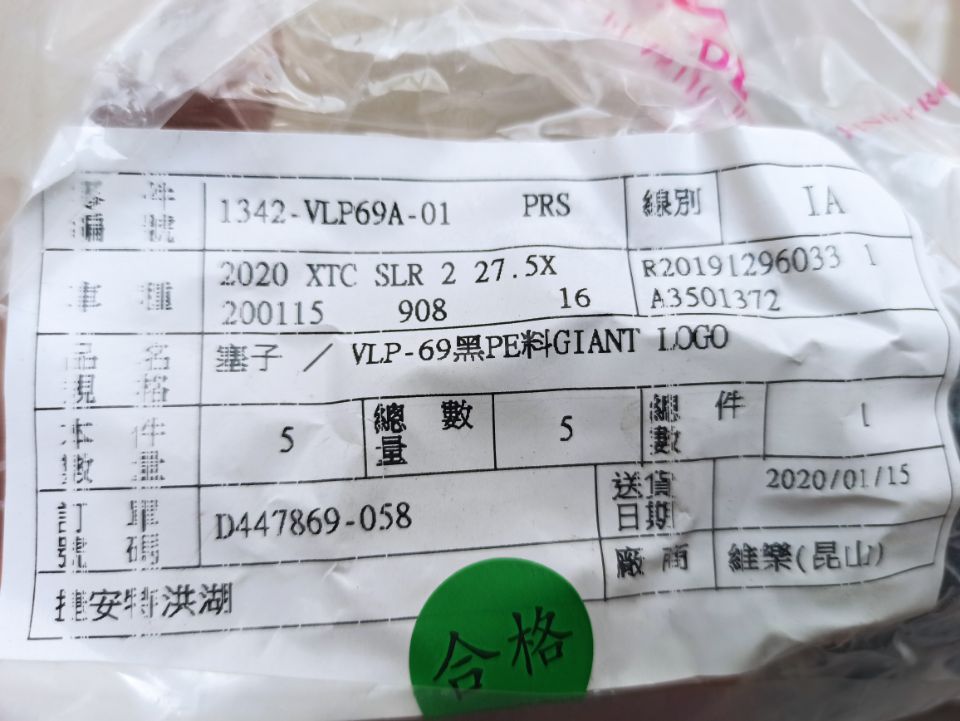 零件 1342-VLP69A-01 PRS 線別 IA
編號
車種 2020 XTC SLR 2 27.5X R20191296033 1
200115 908 16 A3501372
品名 塞子 / VLP-69黑PE料GIANT LOGO
規格
本件 5 總數 5 總件 1
數量 量 數
訂單 D447869-058 送貨 2020/01/15
號碼 日期
廠商 維樂(昆山)
捷安特洪湖
合格